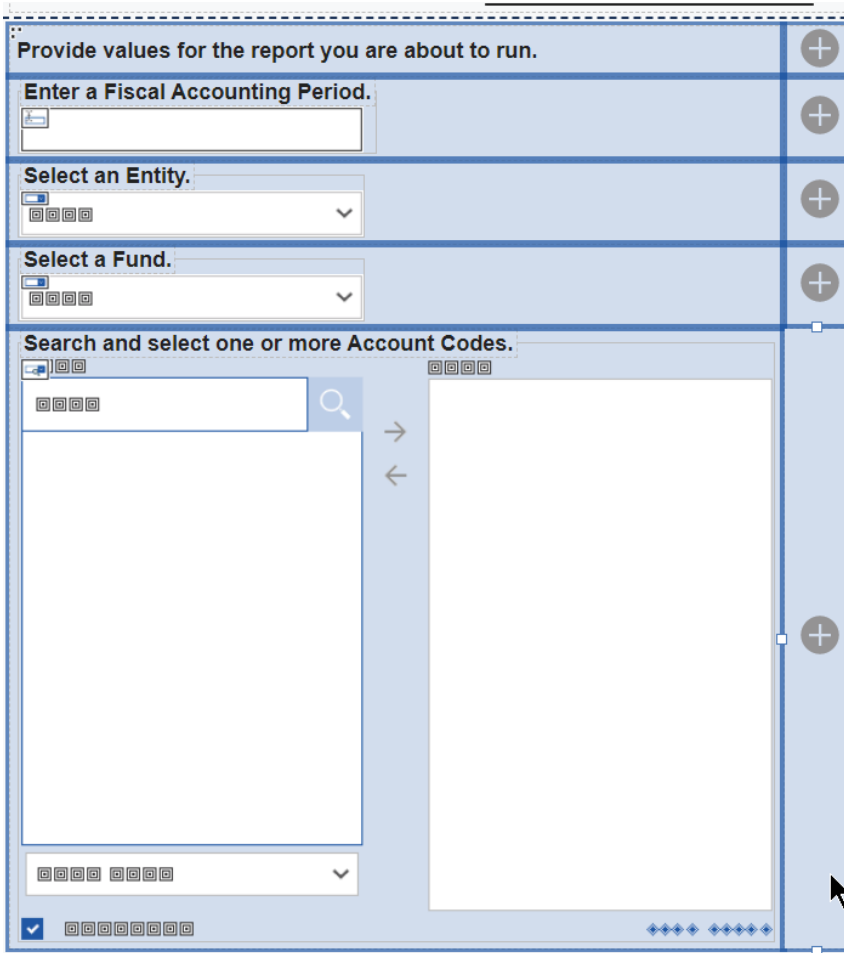 Provide values for the report you are about to run.
Enter a Fiscal Accounting Period.
Select an Entity.
Select a Fund.
Search and select one or more Account Codes.